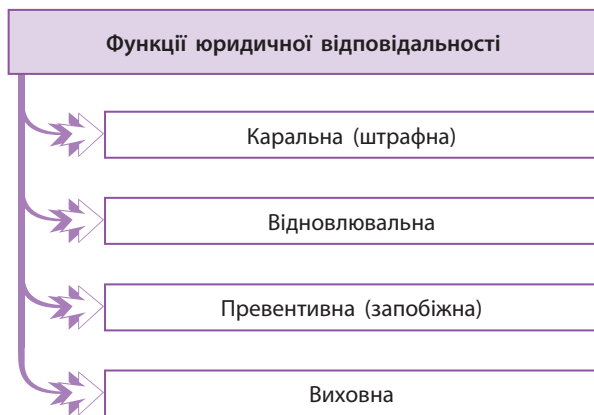 Функції юридичної відповідальності
Каральна (штрафна)
Відновлювальна
Превентивна (запобіжна)
Виховна